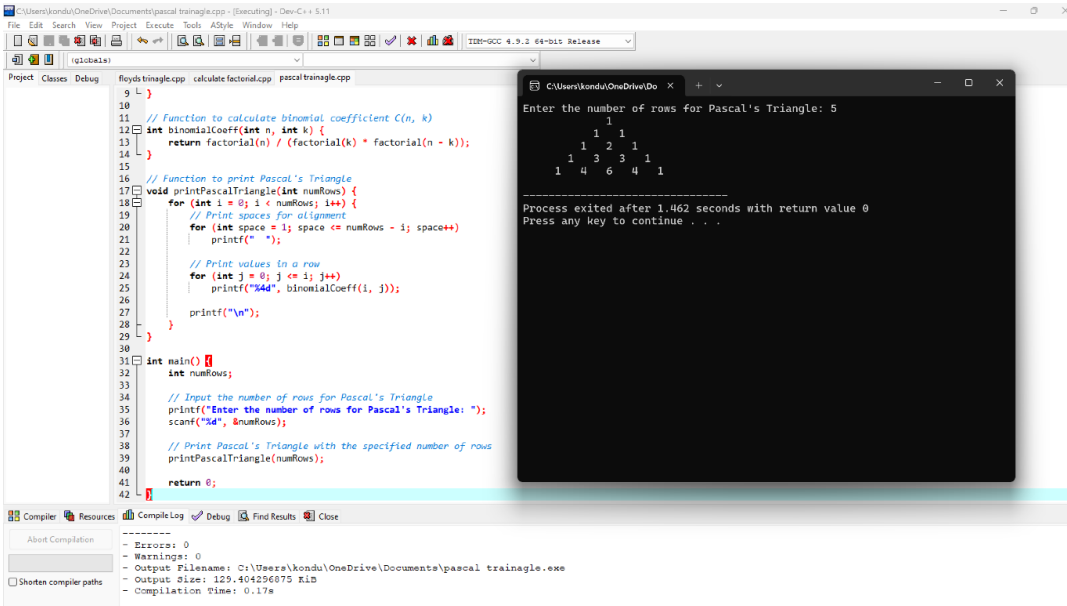 C:\Users\kondu\OneDrive\Documents\pascal trainagle.cpp - [Executing] - Dev-C++ 5.11
File Edit Search View Project Execute Tools AStyle Window Help
TDM-GCC 4.9.2 64-bit Release
(globals)
Project Classes Debug floyds trinagle.cpp calculate factorial.cpp pascal trainagle.cpp
9 }
10
11 // Function to calculate binomial coefficient C(n, k)
12 int binomialCoeff(int n, int k) {
13 return factorial(n) / (factorial(k) * factorial(n - k));
14 }
15
16 // Function to print Pascal's Triangle
17 void printPascalTriangle(int numRows) {
18 for (int i = 0; i < numRows; i++) {
19 // Print spaces for alignment
20 for (int space = 1; space <= numRows - i; space++)
21 printf("  ");
22
23 // Print values in a row
24 for (int j = 0; j <= i; j++)
25 printf("%4d", binomialCoeff(i, j));
26
27 printf("\n");
28 }
29 }
30
31 int main() {
32 int numRows;
33
34 // Input the number of rows for Pascal's Triangle
35 printf("Enter the number of rows for Pascal's Triangle: ");
36 scanf("%d", &numRows);
37
38 // Print Pascal's Triangle with the specified number of rows
39 printPascalTriangle(numRows);
40
41 return 0;
42 }
C:\Users\kondu\OneDrive\Do
Enter the number of rows for Pascal's Triangle: 5
1
1 1
1 2 1
1 3 3 1
1 4 6 4 1
--------------------------------
Process exited after 1.462 seconds with return value 0
Press any key to continue . . .
Compiler Resources Compile Log Debug Find Results Close
Abort Compilation
Shorten compiler paths
--------
- Errors: 0
- Warnings: 0
- Output Filename: C:\Users\kondu\OneDrive\Documents\pascal trainagle.exe
- Output Size: 129.404296875 KiB
- Compilation Time: 0.17s